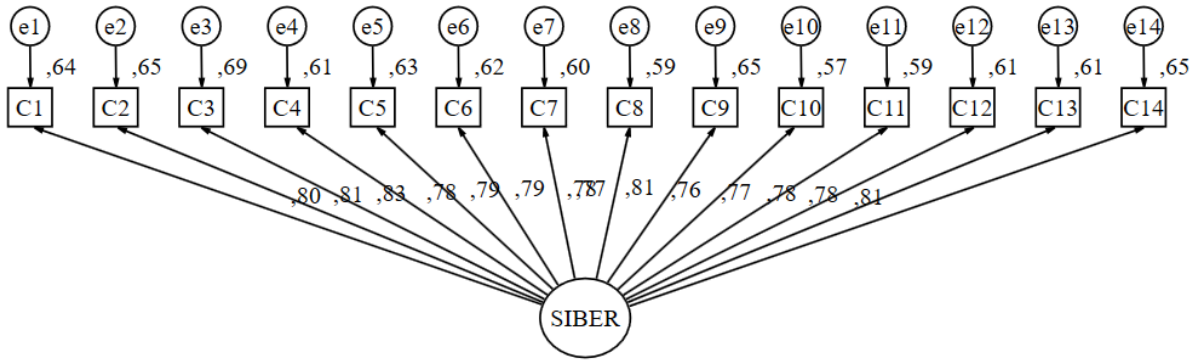 e1 e2 e3 e4 e5 e6 e7 e8 e9 e10 e11 e12 e13 e14
,64 ,65 ,69 ,61 ,63 ,62 ,60 ,59 ,65 ,57 ,59 ,61 ,61 ,65
C1 C2 C3 C4 C5 C6 C7 C8 C9 C10 C11 C12 C13 C14
,80 ,81 ,83 ,78 ,79 ,79 ,78 ,77 ,81 ,76 ,77 ,78 ,78 ,81
SIBER